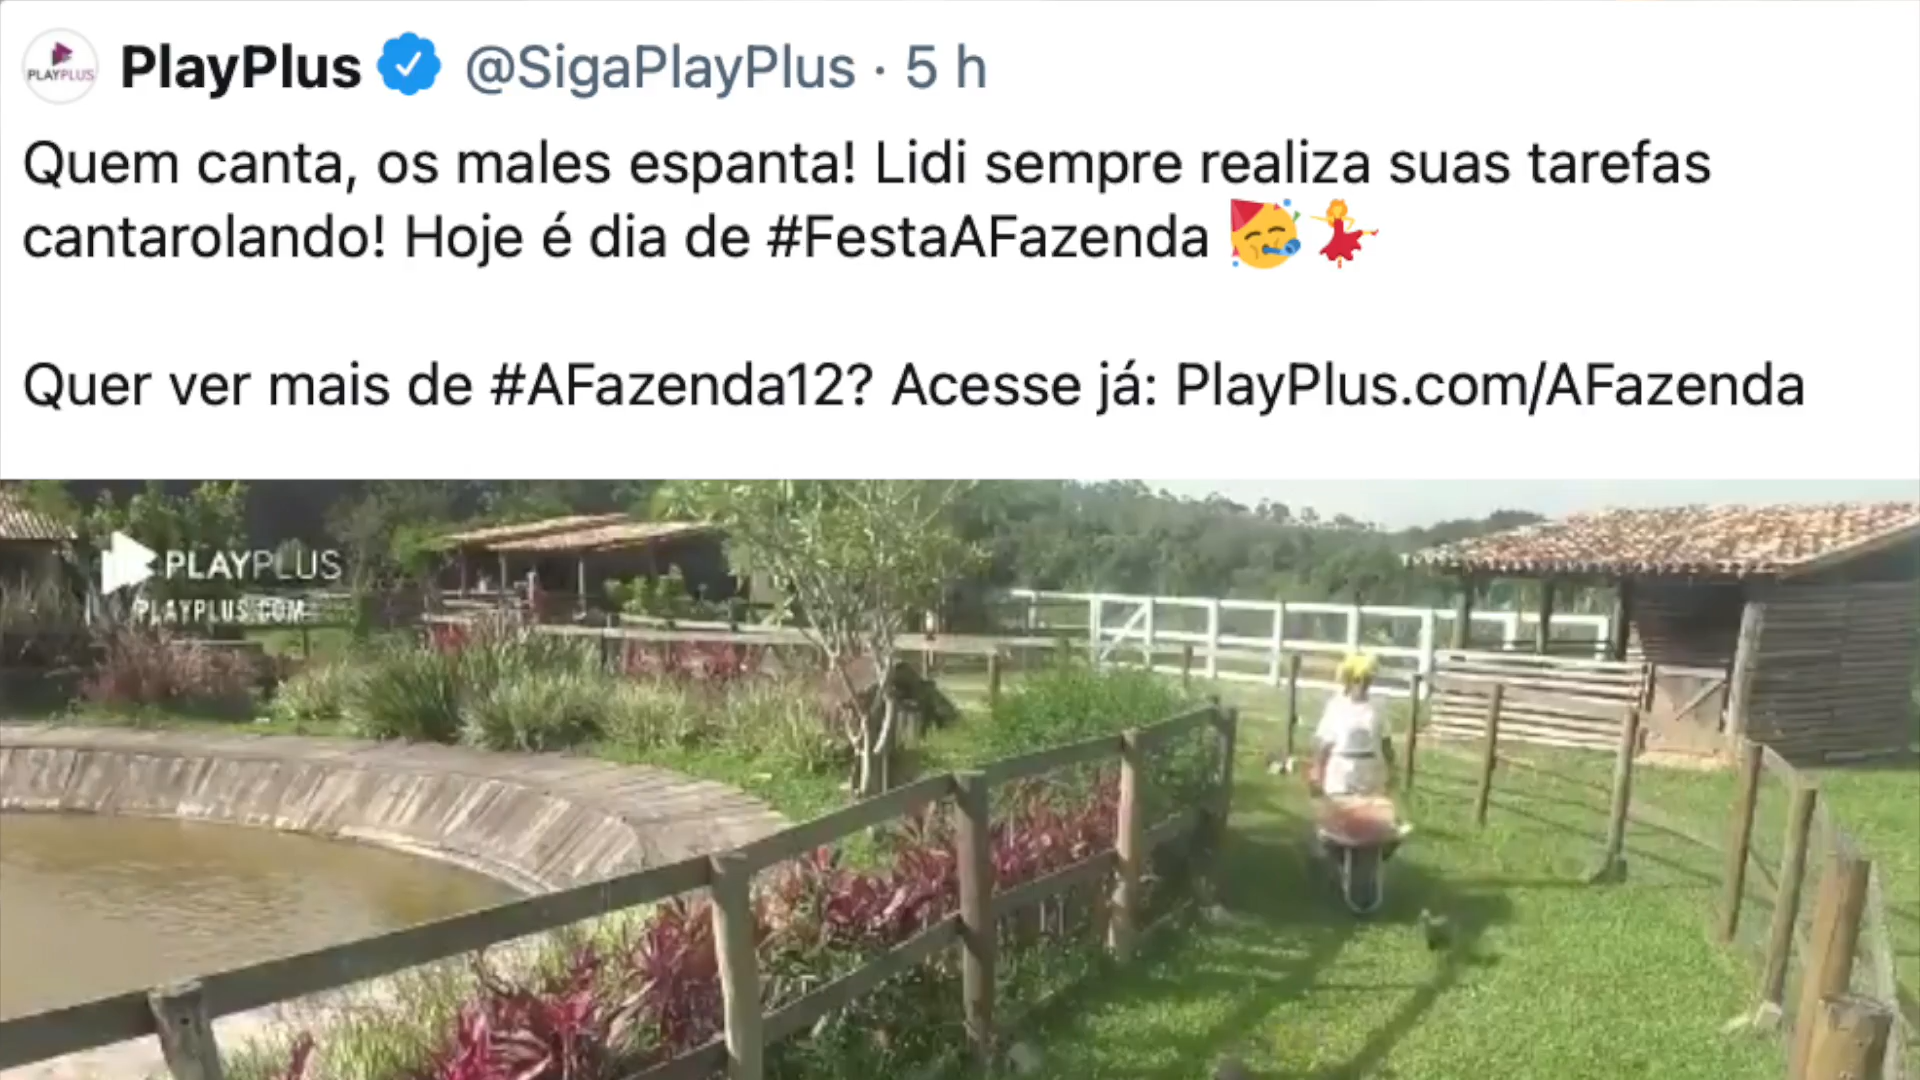 PLAYPLUS
PlayPlus @SigaPlayPlus · 5 h
Quem canta, os males espanta! Lidi sempre realiza suas tarefas
cantarolando! Hoje é dia de #FestaAFazenda 🥳💃
Quer ver mais de #AFazenda12? Acesse já: PlayPlus.com/AFazenda
PLAYPLUS
PLAYPLUS.COM